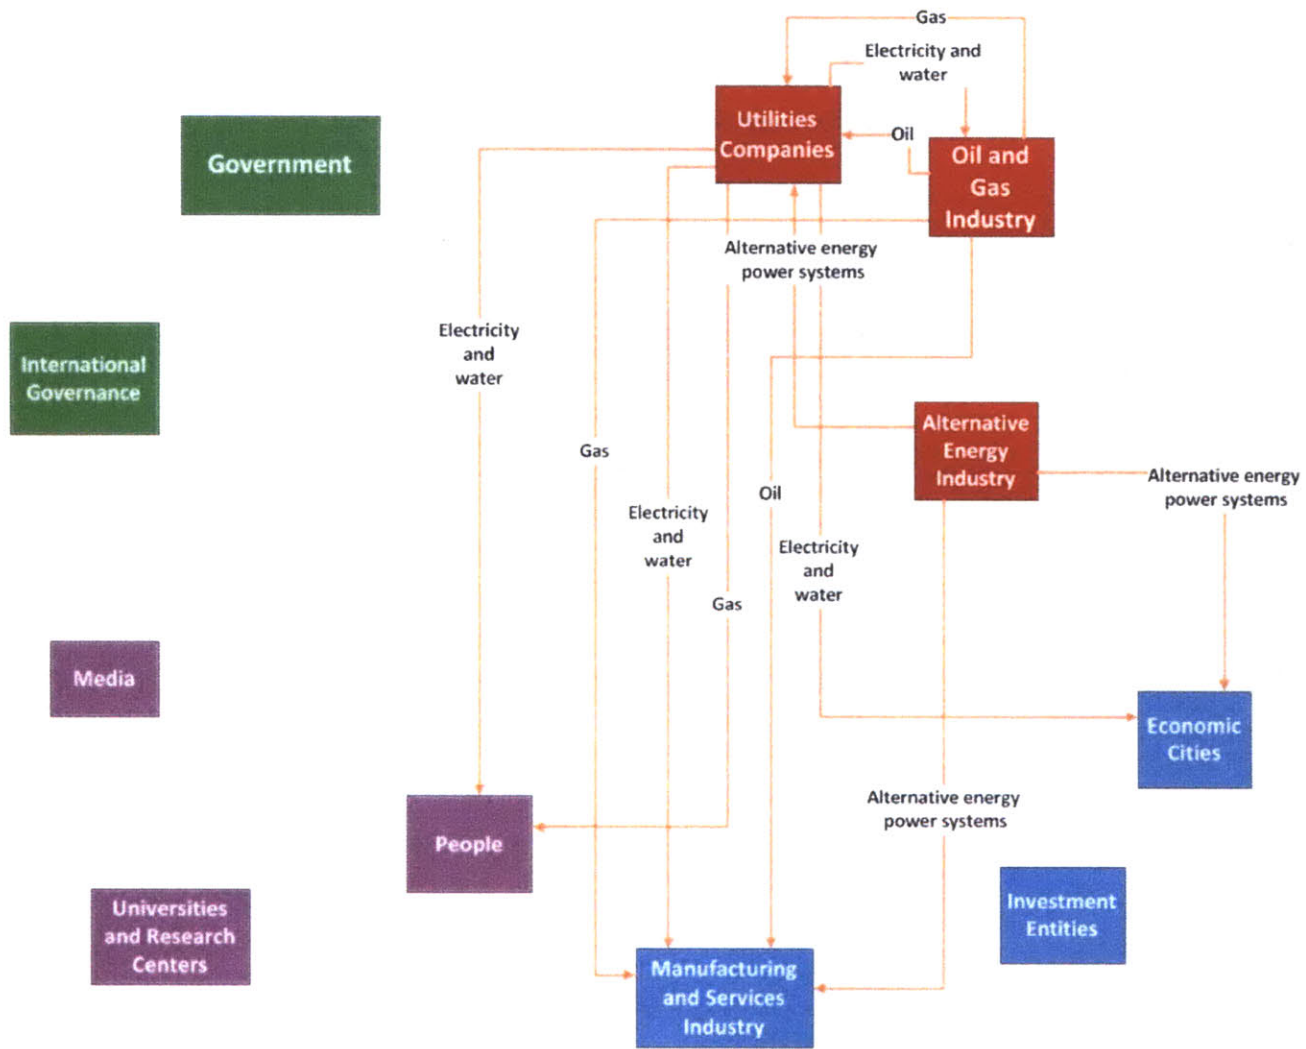 Gas
Electricity and
water
Utilities
Companies
Oil
Oil and
Gas
Industry
Government
Alternative energy
power systems
Electricity
and
water
International
Governance
Alternative
Energy
Industry
Gas
Alternative energy
power systems
Oil
Electricity
and
water
Electricity
and
water
Gas
Media
Economic
Cities
Alternative energy
power systems
People
Universities
and Research
Centers
Investment
Entities
Manufacturing
and Services
Industry